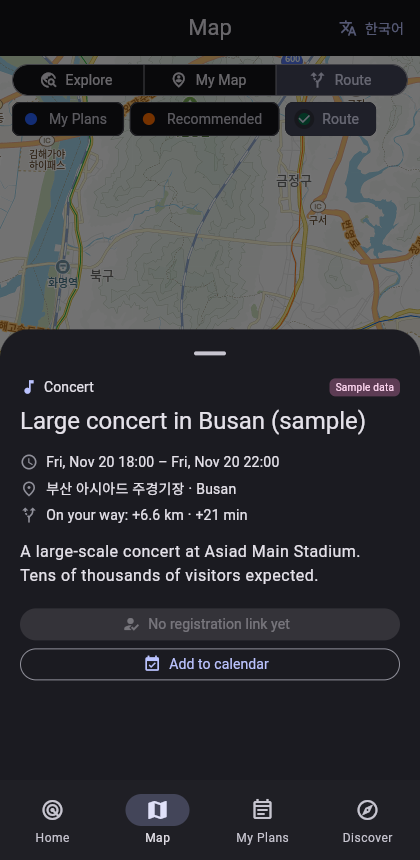 Map
한국어
600
Explore
My Map
Route
My Plans
Recommended
Route
IC
김해가야
하이패스
금정구
IC
구서
북구
화명역
Concert
Sample data
Large concert in Busan (sample)
Fri, Nov 20 18:00 – Fri, Nov 20 22:00
부산 아시아드 주경기장 · Busan
On your way: +6.6 km · +21 min
A large-scale concert at Asiad Main Stadium.
Tens of thousands of visitors expected.
No registration link yet
Add to calendar
Home
Map
My Plans
Discover